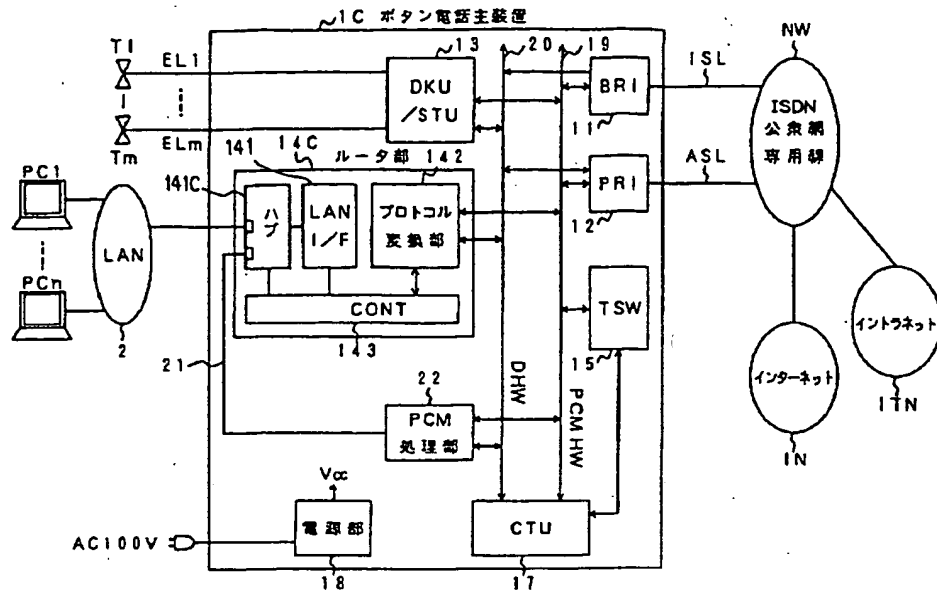 1C ボタン電話主装置
T1
EL1
13
20
19
NW
DKU
/STU
BRI
11
ISL
ISDN
公衆網
専用線
Tm
ELm
141
14C
ルータ部
142
PRI
12
ASL
PC1
141C
ハブ
LAN
I/F
プロトコル
変換部
LAN
PCn
2
CONT
143
TSW
15
イントラネット
ITN
21
22
DHW
PCMHW
インターネット
IN
PCM
処理部
Vcc
電源部
CTU
AC100V
18
17